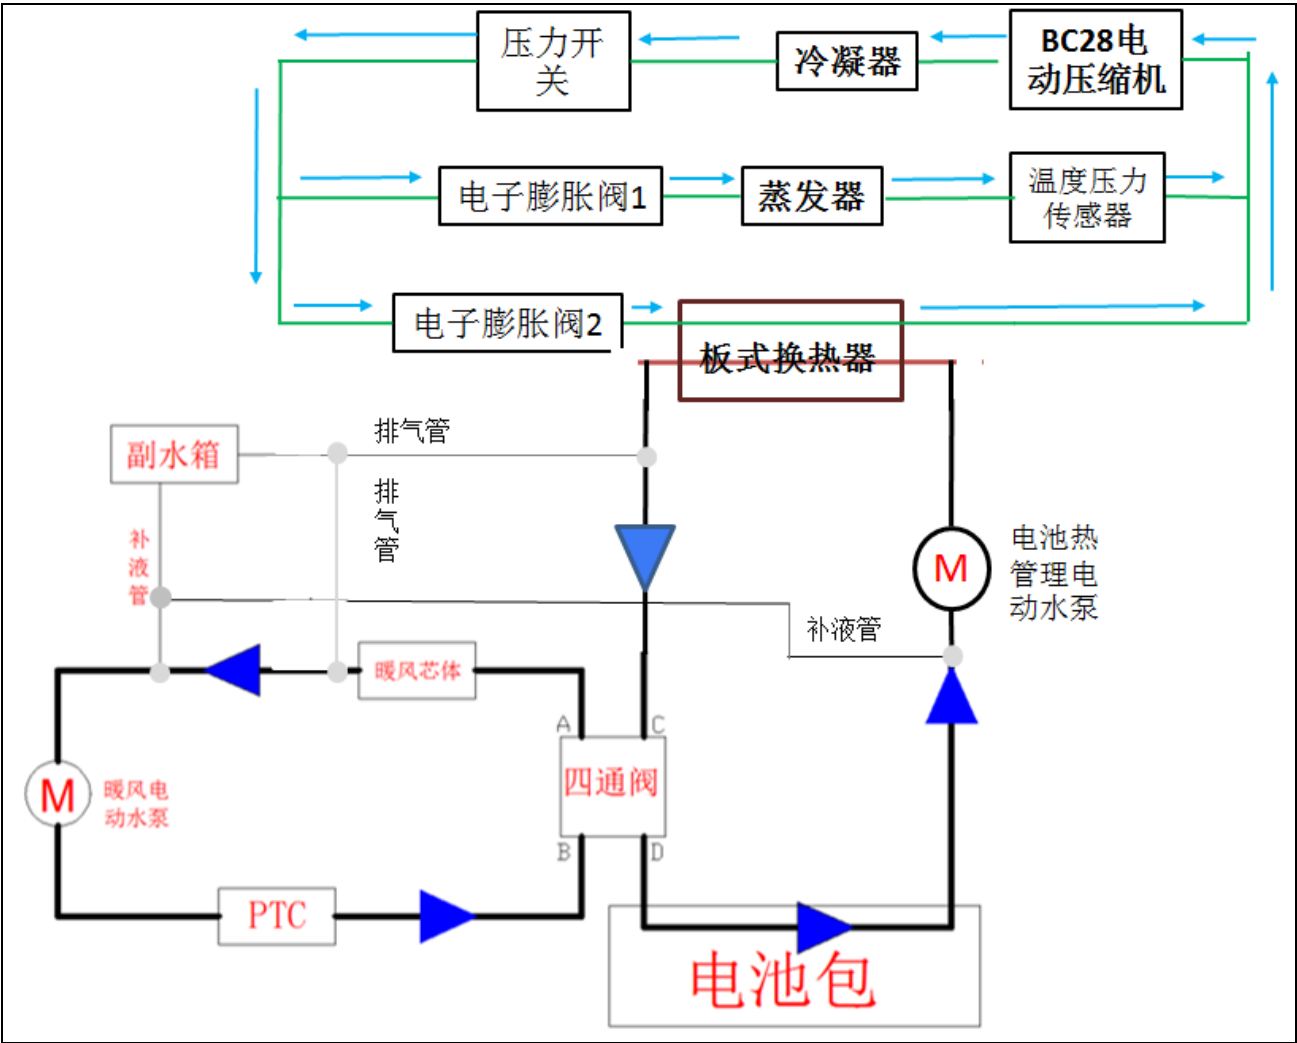 压力开
关
冷凝器
BC28电
动压缩机
电子膨胀阀1
蒸发器
温度压力
传感器
电子膨胀阀2
板式换热器
副水箱
排气管
排
气
管
补
液
管
M
电池热
管理电
动水泵
补液管
暖风芯体
A
C
四通阀
M
暖风电
动水泵
B
D
PTC
电池包